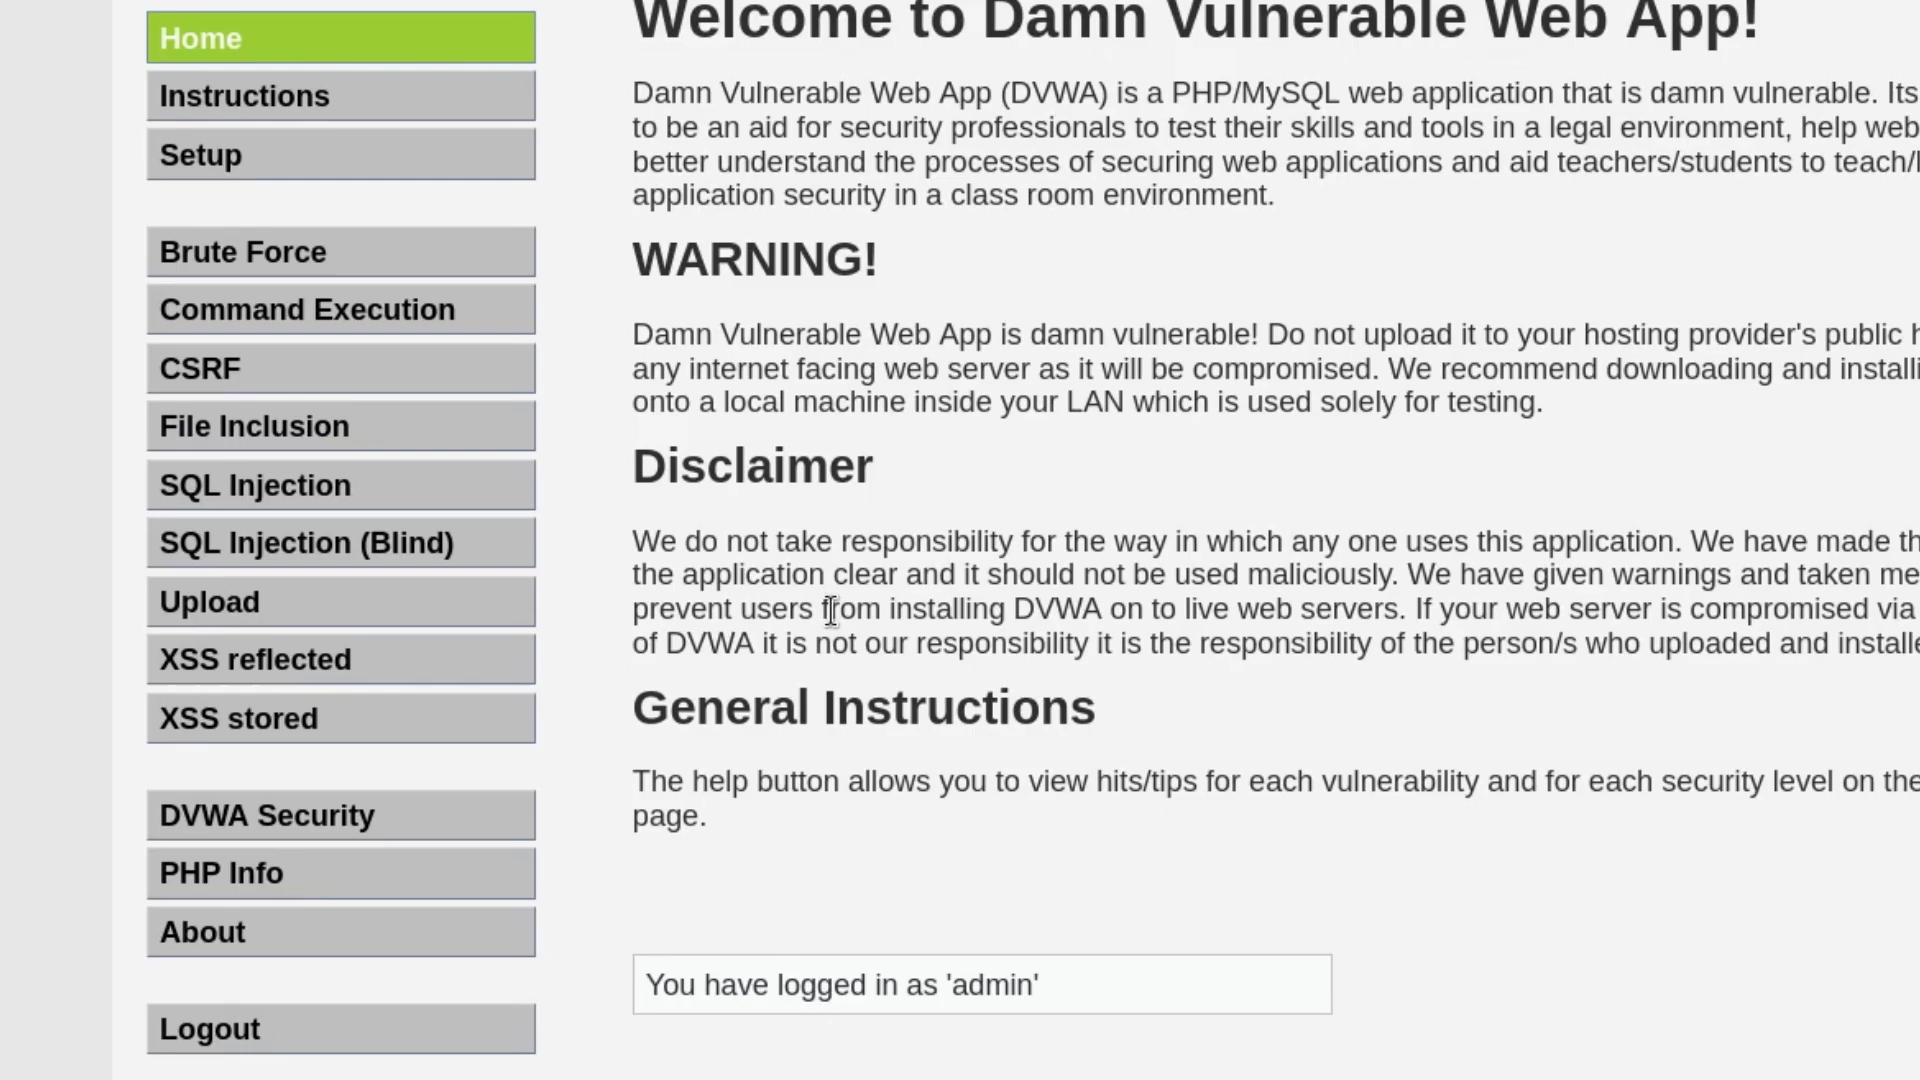 Home
Instructions
Setup
Brute Force
Command Execution
CSRF
File Inclusion
SQL Injection
SQL Injection (Blind)
Upload
XSS reflected
XSS stored
DVWA Security
PHP Info
About
Logout
Welcome to Damn Vulnerable Web App!
Damn Vulnerable Web App (DVWA) is a PHP/MySQL web application that is damn vulnerable. Its
to be an aid for security professionals to test their skills and tools in a legal environment, help web
better understand the processes of securing web applications and aid teachers/students to teach/l
application security in a class room environment.
WARNING!
Damn Vulnerable Web App is damn vulnerable! Do not upload it to your hosting provider's public h
any internet facing web server as it will be compromised. We recommend downloading and installi
onto a local machine inside your LAN which is used solely for testing.
Disclaimer
We do not take responsibility for the way in which any one uses this application. We have made th
the application clear and it should not be used maliciously. We have given warnings and taken me
prevent users from installing DVWA on to live web servers. If your web server is compromised via
of DVWA it is not our responsibility it is the responsibility of the person/s who uploaded and installe
General Instructions
The help button allows you to view hits/tips for each vulnerability and for each security level on the
page.
You have logged in as 'admin'